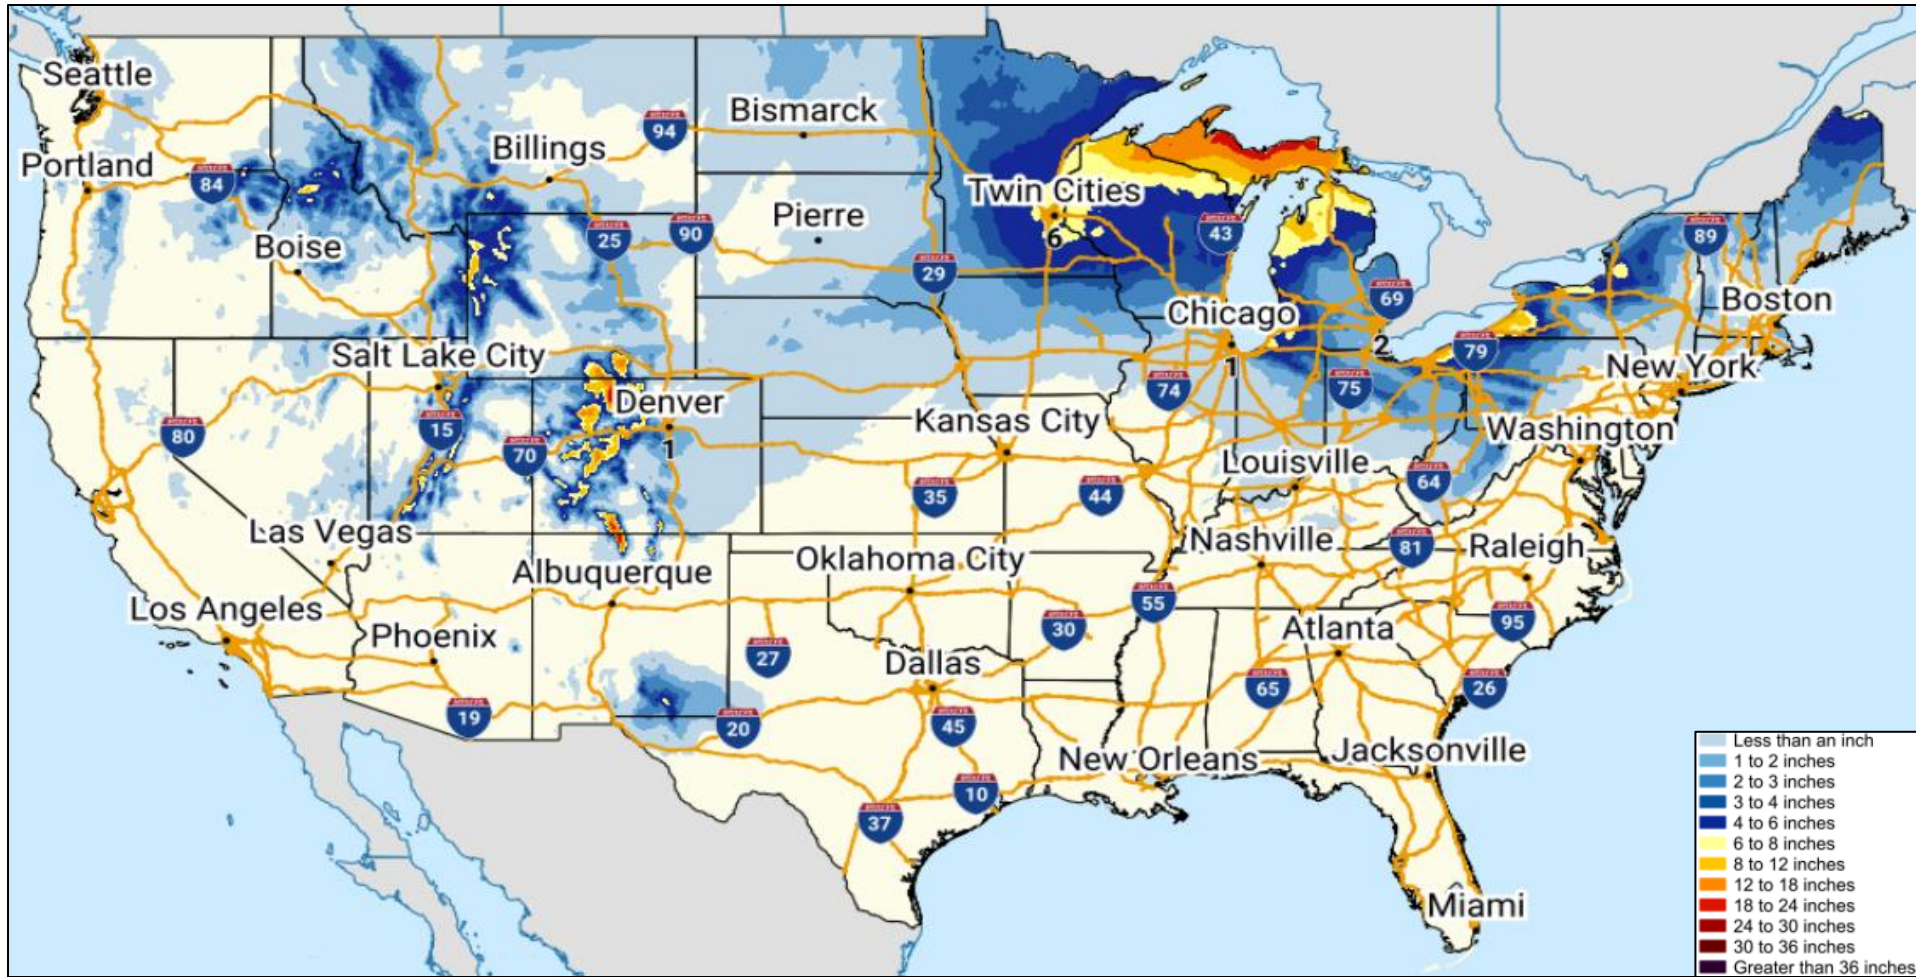 Seattle
Bismarck
94
Billings
Portland
84
Twin Cities
Pierre
6
43
25
90
89
Boise
29
69
Boston
Chicago
2
79
Salt Lake City
New York
1
74
75
Denver
Kansas City
Washington
15
80
70
1
Louisville
64
35
44
Las Vegas
Nashville
81
Raleigh
Oklahoma City
Albuquerque
55
Los Angeles
Phoenix
30
95
Atlanta
27
Dallas
65
26
19
20
45
New Orleans
Jacksonville
10
37
Miami
Less than an inch
1 to 2 inches
2 to 3 inches
3 to 4 inches
4 to 6 inches
6 to 8 inches
8 to 12 inches
12 to 18 inches
18 to 24 inches
24 to 30 inches
30 to 36 inches
Greater than 36 inches